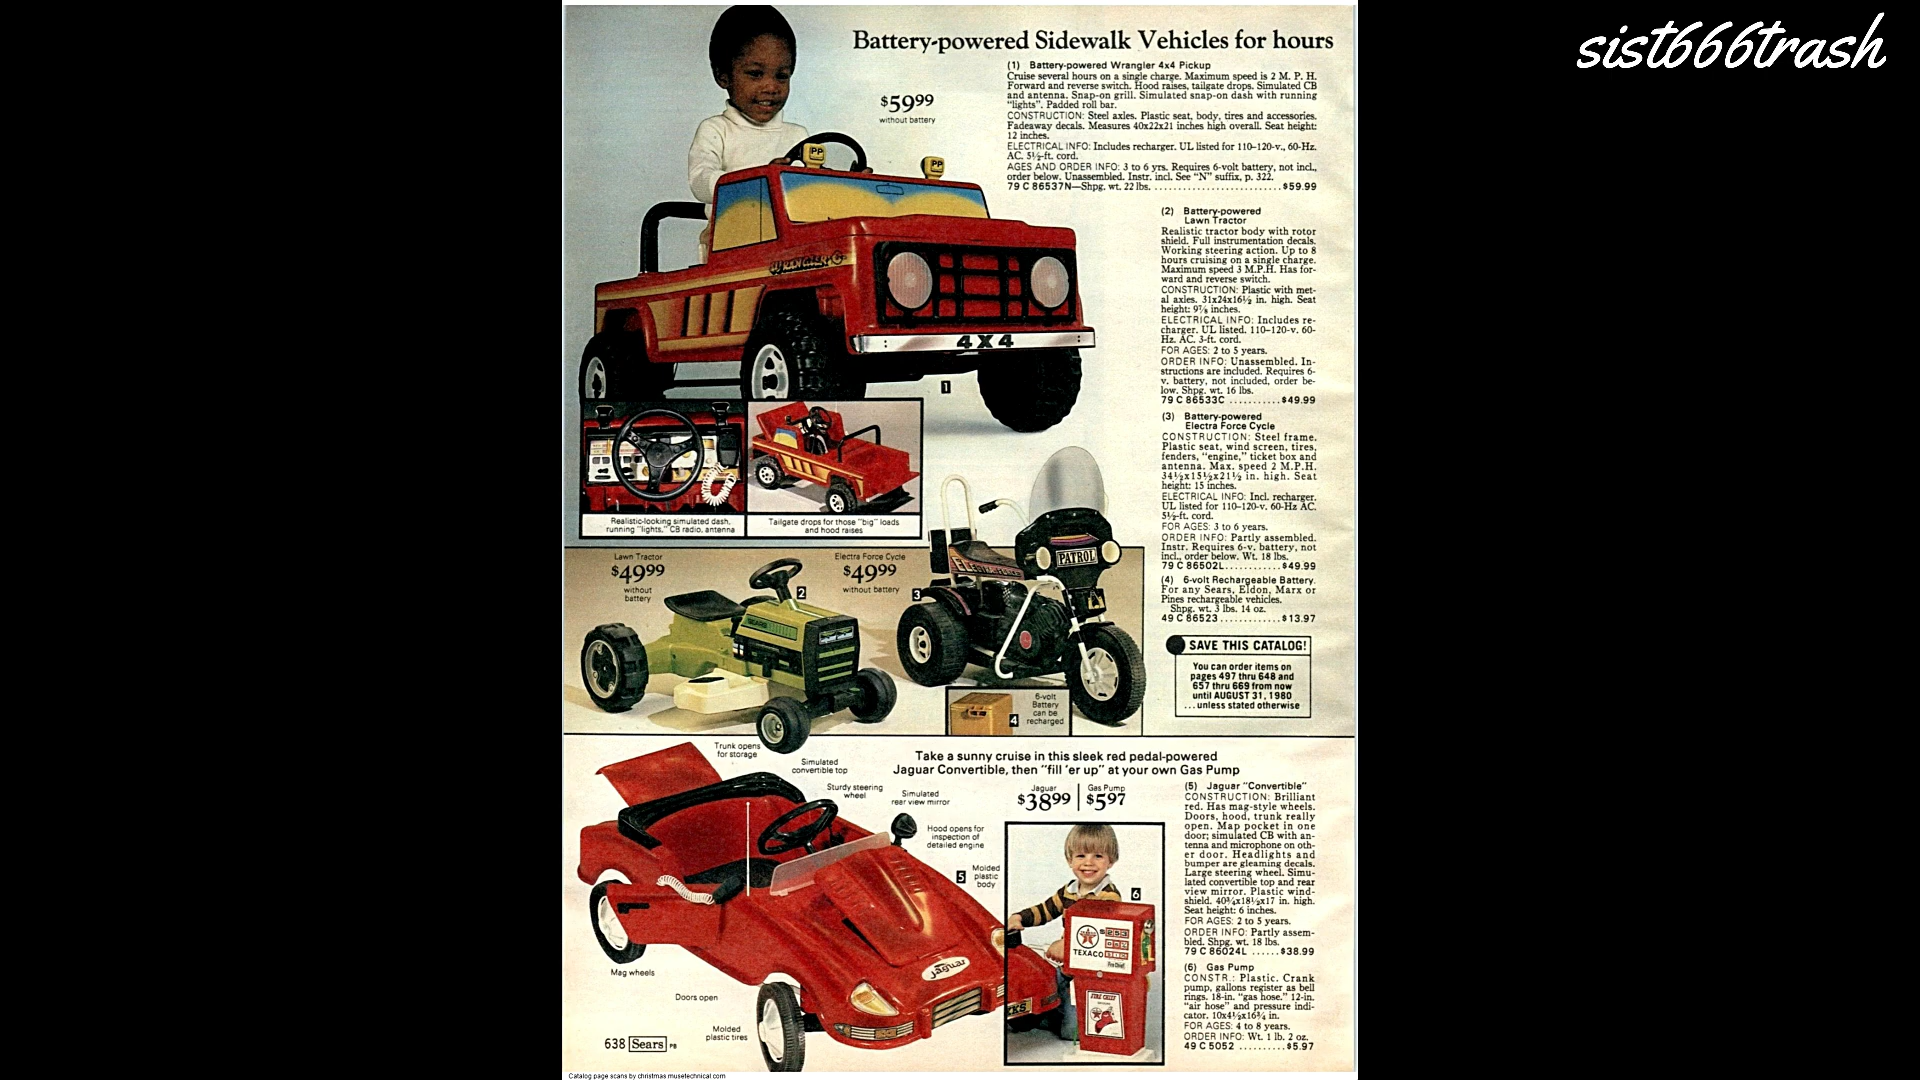 sist666trash
Battery-powered Sidewalk Vehicles for hours
$59.99
without battery
(1) Battery-powered Wrangler 4x4 Pickup
Cruise several hours on a single charge. Maximum speed is 2 M. P. H.
Forward and reverse switch. Hood raises, tailgate drops. Simulated CB
and antenna. Snap-on grill. Simulated snap-on dash with running
"lights". Padded roll bar.
CONSTRUCTION: Steel axles. Plastic seat, body, tires and accessories.
Fadeaway decals. Measures 40x22x21 inches high overall. Seat height:
12 inches.
ELECTRICAL INFO: Includes recharger. UL listed for 110-120-v., 60-Hz.
AC. 5½-ft. cord.
AGES AND ORDER INFO: 3 to 6 yrs. Requires 6-volt battery, not incl.,
order below. Unassembled. Instr. incl. See "N" suffix, p. 322.
79 C 86537N—Shpg. wt. 22 lbs. ........................... $59.99
PP
PP
4X4
1
(2) Battery-powered
Lawn Tractor
Realistic tractor body with rotor
shield. Full instrumentation decals.
Working steering action. Up to 8
hours cruising on a single charge.
Maximum speed 3 M.P.H. Has for-
ward and reverse switch.
CONSTRUCTION: Plastic with met-
al axles. 31x24x16½ in. high. Seat
height: 9⅞ inches.
ELECTRICAL INFO: Includes re-
charger. UL listed. 110-120-v. 60-
Hz. AC. 3-ft. cord.
FOR AGES: 2 to 5 years.
ORDER INFO: Unassembled. In-
structions are included. Requires 6-
v. battery, not included, order be-
low. Shpg. wt. 16 lbs.
79 C 86533C ........... $49.99
(3) Battery-powered
Electra Force Cycle
CONSTRUCTION: Steel frame.
Plastic seat, wind screen, tires,
fenders, "engine," ticket box and
antenna. Max. speed 2 M.P.H.
34½x15½x21½ in. high. Seat
height: 15 inches.
ELECTRICAL INFO: Incl. recharger.
UL listed for 110-120-v. 60-Hz AC.
5½-ft. cord.
FOR AGES: 3 to 6 years.
ORDER INFO: Partly assembled.
Instr. Requires 6-v. battery, not
incl., order below. Wt. 18 lbs.
79 C 86502L............ $49.99
(4) 6-volt Rechargeable Battery.
For any Sears, Eldon, Marx or
Pines rechargeable vehicles.
Shpg. wt. 3 lbs. 14 oz.
49 C 86523 ............. $13.97
SAVE THIS CATALOG!
You can order items on
pages 497 thru 648 and
657 thru 669 from now
until AUGUST 31, 1980
...unless stated otherwise
Realistic-looking simulated dash,
running "lights," CB radio, antenna
Tailgate drops for those "big" loads
and hood raises
Lawn Tractor
$49.99
without
battery
2
SEARS
Electra Force Cycle
$49.99
without battery
3
ELECTRA-FORCE
PATROL
6-volt
Battery
can be
recharged
4
Take a sunny cruise in this sleek red pedal-powered
Jaguar Convertible, then "fill 'er up" at your own Gas Pump
Jaguar
$38.99
Gas Pump
$5.97
Trunk opens
for storage
Simulated
convertible top
Sturdy steering
wheel
Simulated
rear view mirror
Hood opens for
inspection of
detailed engine
5
Molded
plastic
body
Jaguar
Mag wheels
Doors open
Molded
plastic tires
6
TEXACO
FIRE CHIEF
(5) Jaguar "Convertible"
CONSTRUCTION: Brilliant
red. Has mag-style wheels.
Doors, hood, trunk really
open. Map pocket in one
door; simulated CB with an-
tenna and microphone on oth-
er door. Headlights and
bumper are gleaming decals.
Large steering wheel. Simu-
lated convertible top and rear
view mirror. Plastic wind-
shield. 40¾x18½x17 in. high.
Seat height: 6 inches.
FOR AGES: 2 to 5 years.
ORDER INFO: Partly assem-
bled. Shpg. wt. 18 lbs.
79 C 86024L ...... $38.99
(6) Gas Pump
CONSTR.: Plastic. Crank
pump, gallons register as bell
rings. 18-in. "gas hose." 12-in.
"air hose" and pressure indi-
cator. 10x4½x16¾ in.
FOR AGES: 4 to 8 years.
ORDER INFO: Wt. 1 lb. 2 oz.
49 C 5052 .......... $5.97
638 Sears PB
Catalog page scans by christmas.musetechnical.com